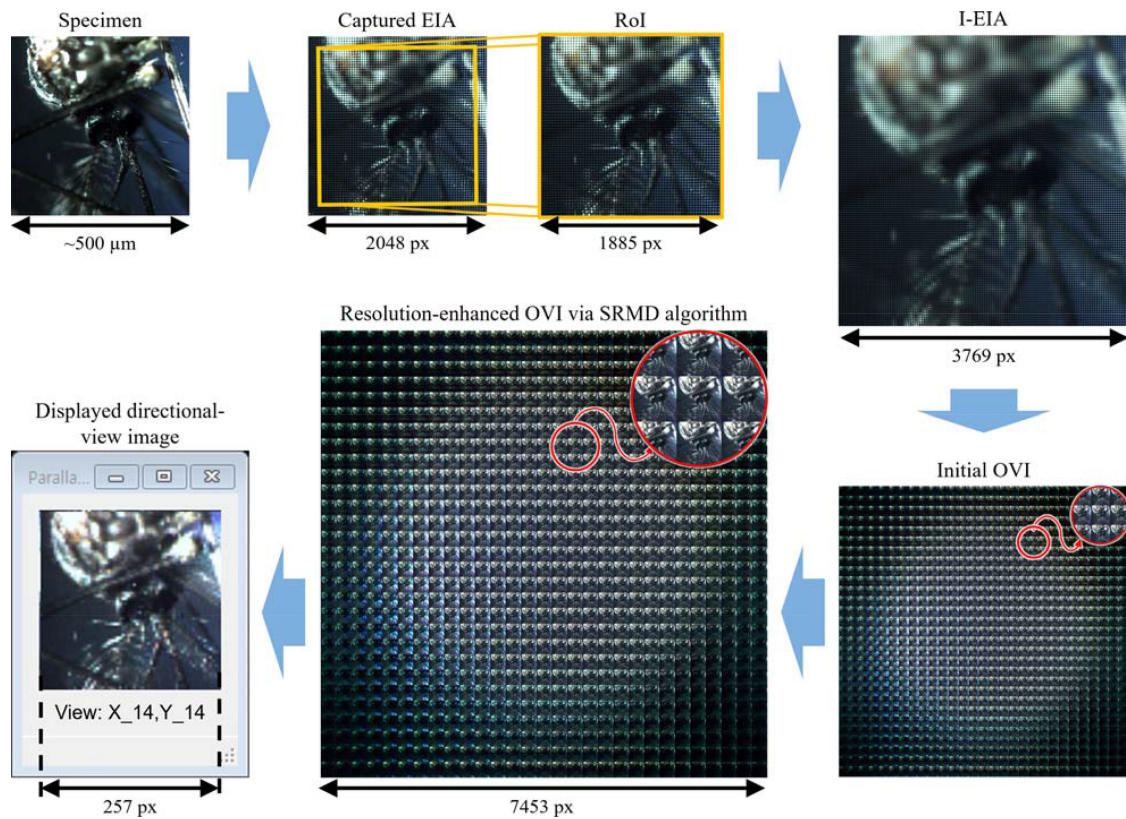 Specimen
Captured EIA
RoI
I-EIA
~500 µm
2048 px
1885 px
3769 px
Resolution-enhanced OVI via SRMD algorithm
Displayed directional-
view image
Initial OVI
Paralla...
View: X_14,Y_14
257 px
7453 px